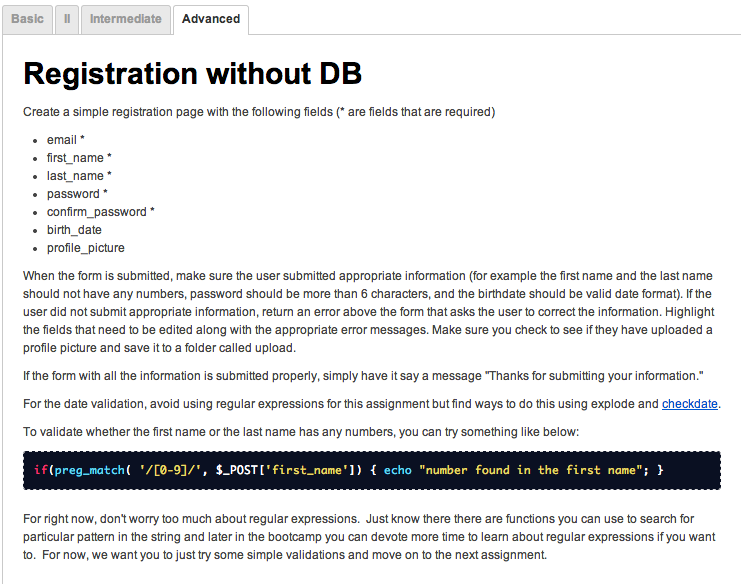 Basic
II
Intermediate
Advanced
Registration without DB
Create a simple registration page with the following fields (* are fields that are required)
email *
first_name *
last_name *
password *
confirm_password *
birth_date
profile_picture
When the form is submitted, make sure the user submitted appropriate information (for example the first name and the last name
should not have any numbers, password should be more than 6 characters, and the birthdate should be valid date format). If the
user did not submit appropriate information, return an error above the form that asks the user to correct the information. Highlight
the fields that need to be edited along with the appropriate error messages. Make sure you check to see if they have uploaded a
profile picture and save it to a folder called upload.
If the form with all the information is submitted properly, simply have it say a message "Thanks for submitting your information."
For the date validation, avoid using regular expressions for this assignment but find ways to do this using explode and checkdate.
To validate whether the first name or the last name has any numbers, you can try something like below:
if(preg_match( '/[0-9]/', $_POST['first_name']) { echo "number found in the first name"; }
For right now, don't worry too much about regular expressions.  Just know there there are functions you can use to search for
particular pattern in the string and later in the bootcamp you can devote more time to learn about regular expressions if you want
to.  For now, we want you to just try some simple validations and move on to the next assignment.